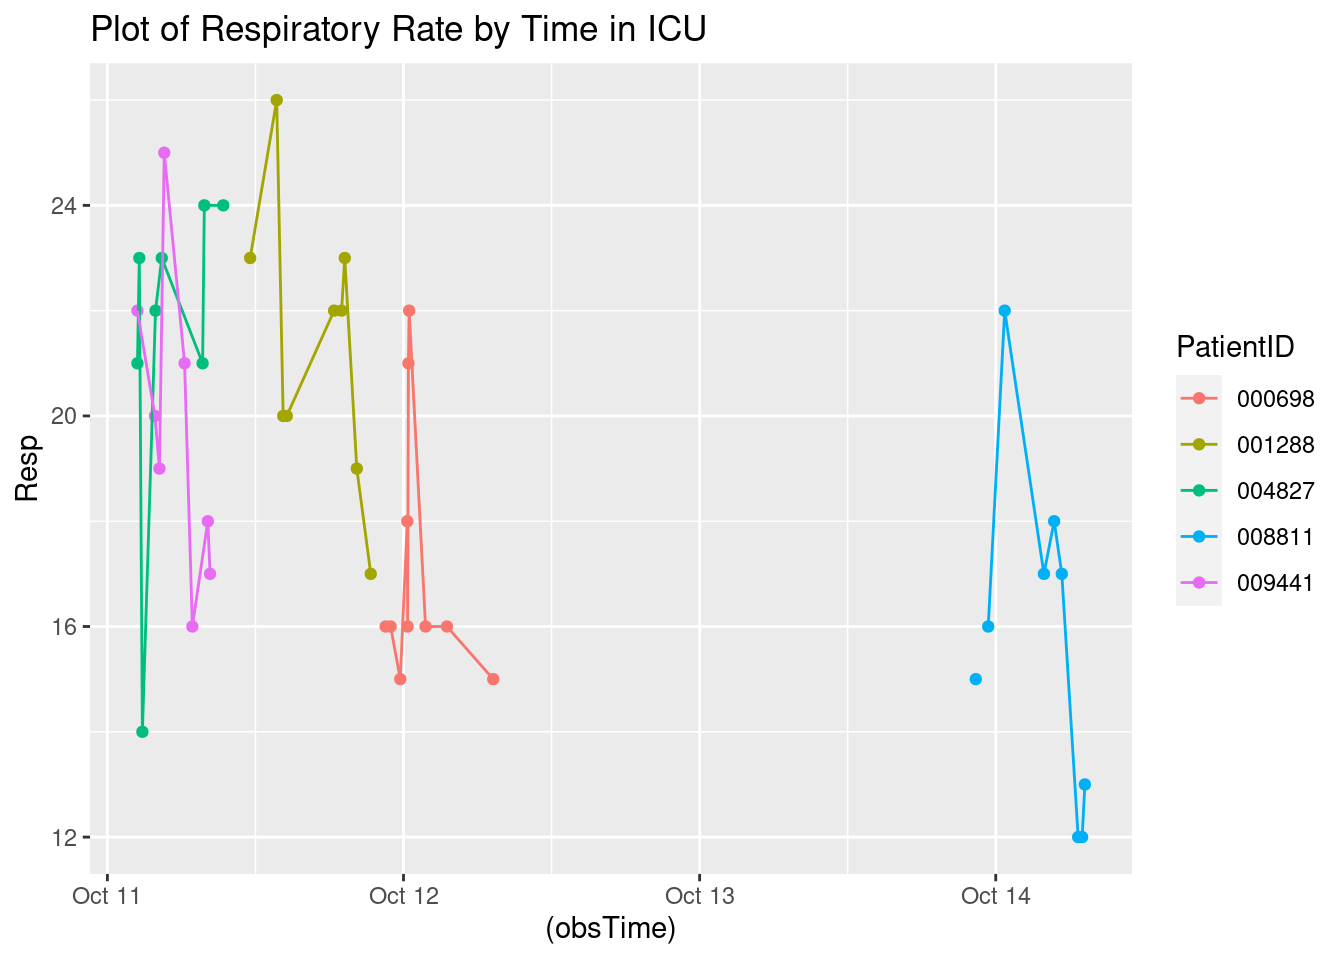 Plot of Respiratory Rate by Time in ICU
24
20
16
12
Resp
Oct 11
Oct 12
Oct 13
Oct 14
(obsTime)
PatientID
000698
001288
004827
008811
009441